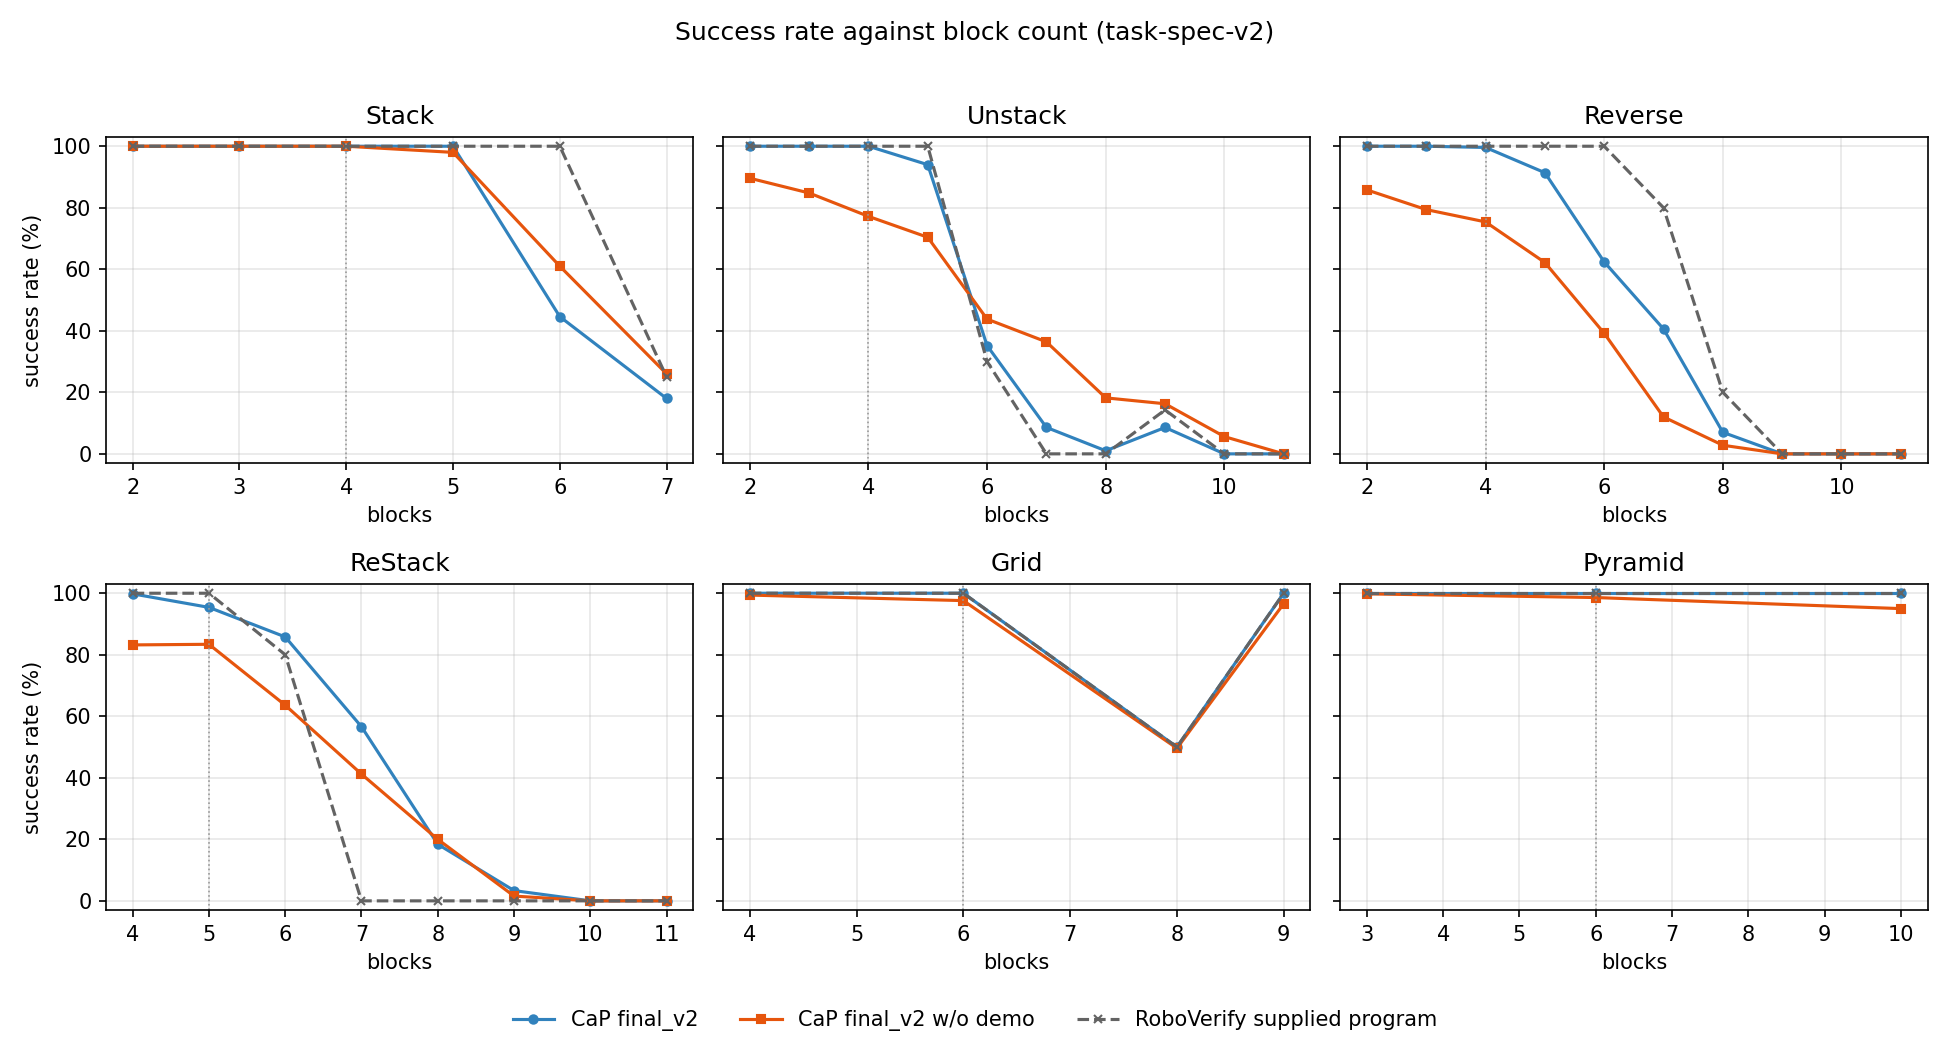 Success rate against block count (task-spec-v2)
Stack
Unstack
Reverse
success rate (%)
100
80
60
40
20
0
2 3 4 5 6 7
2 4 6 8 10
2 4 6 8 10
blocks
blocks
blocks
ReStack
Grid
Pyramid
success rate (%)
100
80
60
40
20
0
4 5 6 7 8 9 10 11
4 5 6 7 8 9
3 4 5 6 7 8 9 10
blocks
blocks
blocks
CaP final_v2
CaP final_v2 w/o demo
RoboVerify supplied program